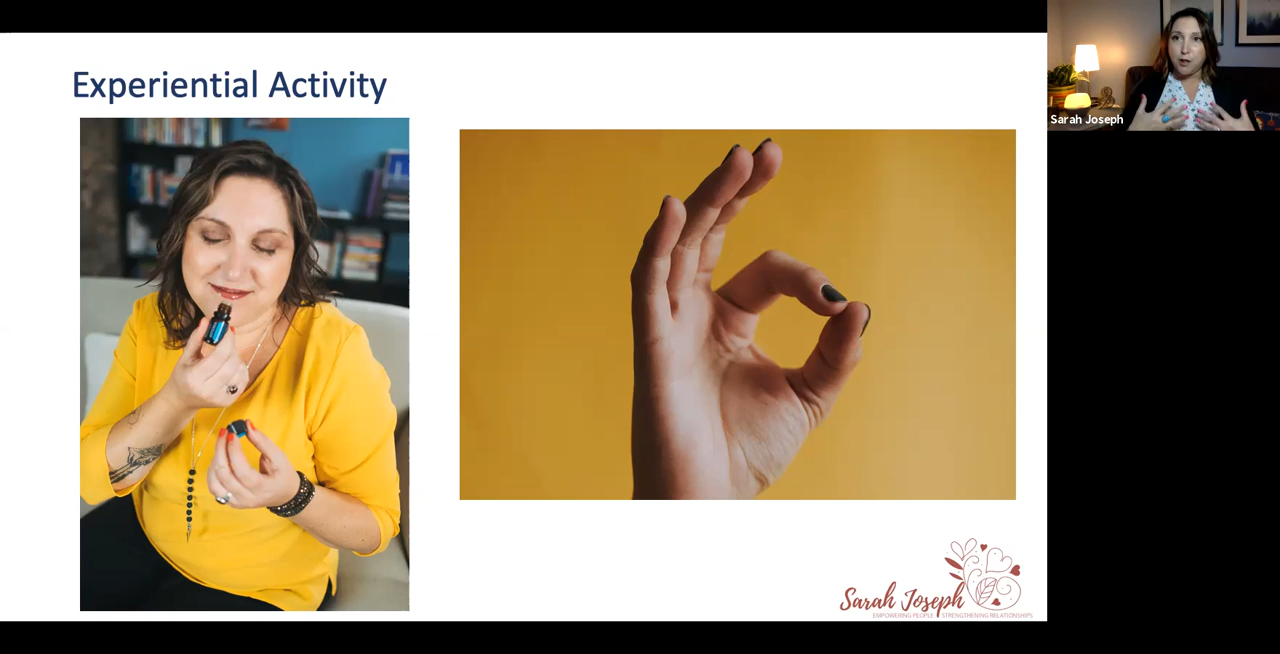 Experiential Activity
Sarah Joseph
Sarah Joseph
EMPOWERING PEOPLE STRENGTHENING RELATIONSHIPS